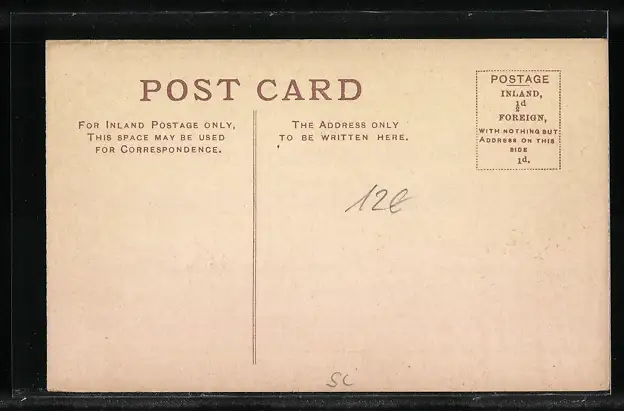 POST CARD
FOR INLAND POSTAGE ONLY,
THIS SPACE MAY BE USED
FOR CORRESPONDENCE.
THE ADDRESS ONLY
TO BE WRITTEN HERE.
POSTAGE
INLAND,
½d
FOREIGN,
WITH NOTHING BUT
ADDRESS ON THIS
SIDE
1d.
12€
SC